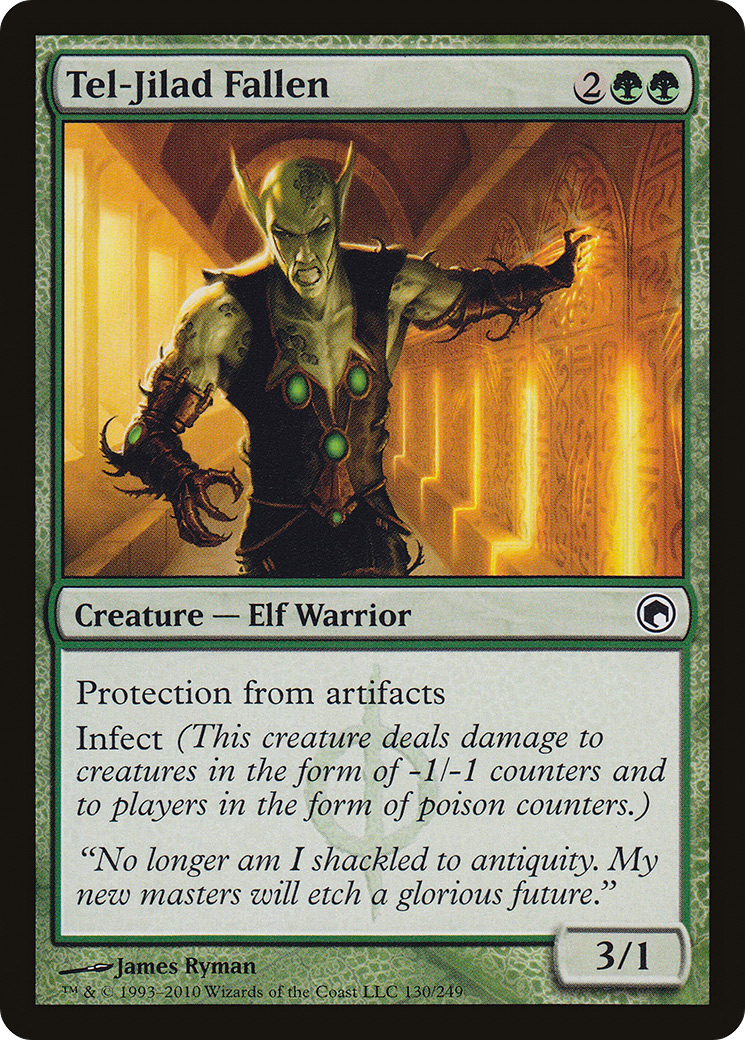 Tel-Jilad Fallen 2
Creature — Elf Warrior
Protection from artifacts
Infect (This creature deals damage to
creatures in the form of -1/-1 counters and
to players in the form of poison counters.)
“No longer am I shackled to antiquity. My
new masters will etch a glorious future.”
3/1
James Ryman
™ & © 1993–2010 Wizards of the Coast LLC 130/249